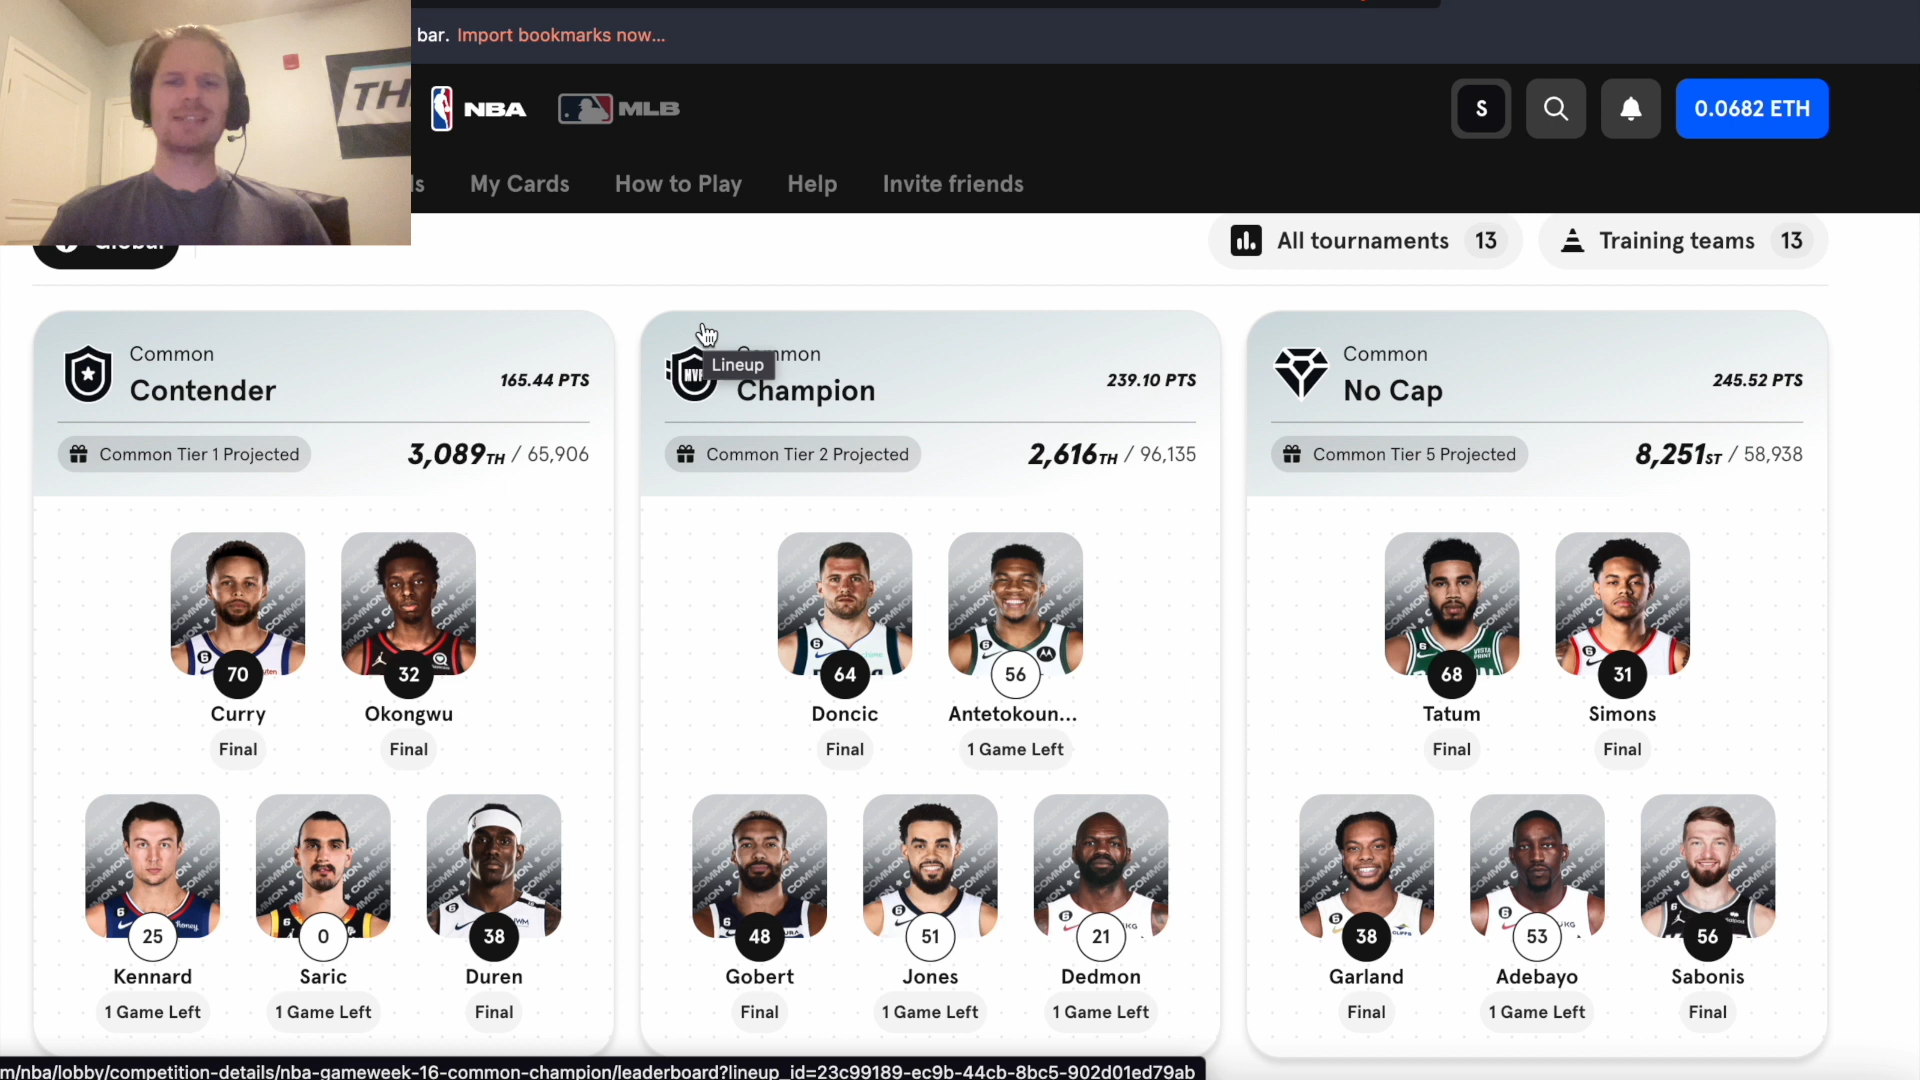 bar. Import bookmarks now...
TH
NBA
MLB
S
0.0682 ETH
ls
My Cards
How to Play
Help
Invite friends
Global
All tournaments 13
Training teams 13
Common
Contender
165.44 PTS
Common Tier 1 Projected
3,089TH / 65,906
70
Curry
Final
32
Okongwu
Final
25
Kennard
1 Game Left
0
Saric
1 Game Left
38
Duren
Final
Common
Lineup
Champion
239.10 PTS
Common Tier 2 Projected
2,616TH / 96,135
64
Doncic
Final
56
Antetokoun...
1 Game Left
48
Gobert
Final
51
Jones
1 Game Left
21
Dedmon
1 Game Left
Common
No Cap
245.52 PTS
Common Tier 5 Projected
8,251ST / 58,938
68
Tatum
Final
31
Simons
Final
38
Garland
Final
53
Adebayo
1 Game Left
56
Sabonis
Final
m/nba/lobby/competition-details/nba-gameweek-16-common-champion/leaderboard?lineup_id=23c99189-ec9b-44cb-8bc5-902d01ed79ab